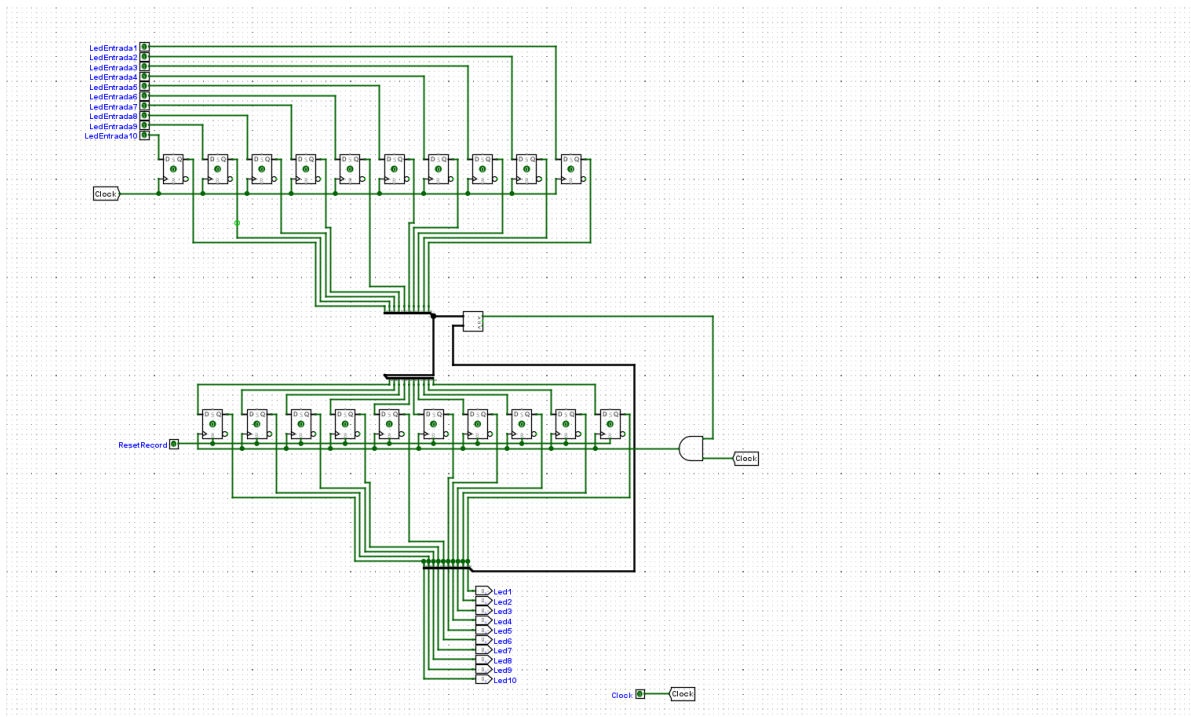 LedEntrada1
LedEntrada2
LedEntrada3
LedEntrada4
LedEntrada5
LedEntrada6
LedEntrada7
LedEntrada8
LedEntrada9
LedEntrada10
D S Q D S Q D S Q D S Q D S Q D S Q D S Q D S Q D S Q D S Q
Clock
D S Q D S Q D S Q D S Q D S Q D S Q D S Q D S Q D S Q D S Q
ResetRecord
Clock
Led1
Led2
Led3
Led4
Led5
Led6
Led7
Led8
Led9
Led10
Clock Clock